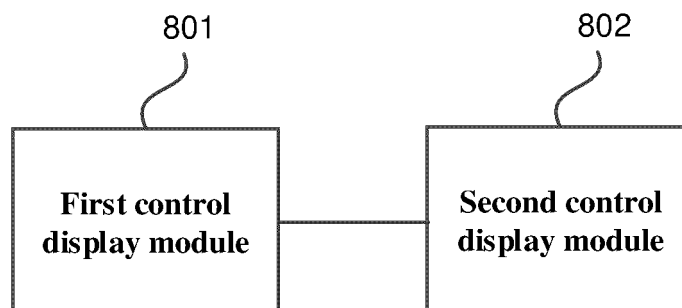 801
802
First control
display module
Second control
display module